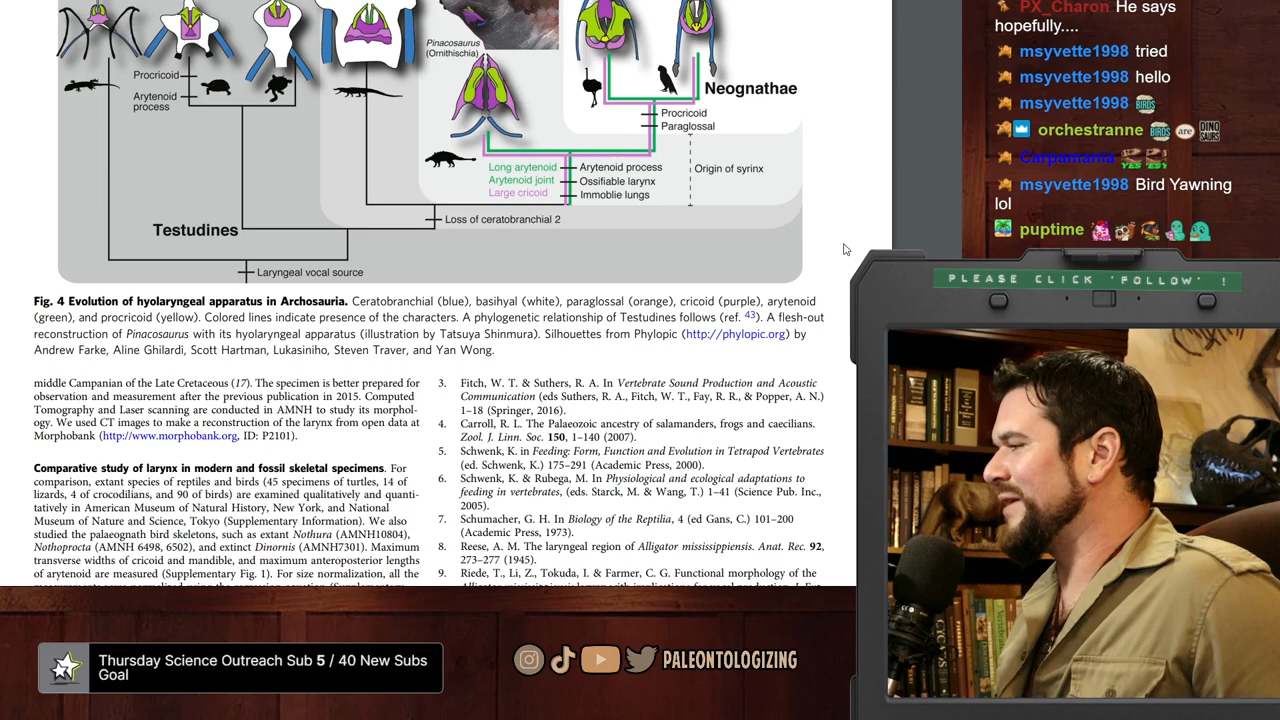 Pinacosaurus
(Ornithischia)
Procricoid
Arytenoid
process
Neognathae
Procricoid
Paraglossal
Long arytenoid
Arytenoid joint
Large cricoid
Arytenoid process
Ossifiable larynx
Immoblie lungs
Origin of syrinx
Loss of ceratobranchial 2
Testudines
Laryngeal vocal source
Fig. 4 Evolution of hyolaryngeal apparatus in Archosauria. Ceratobranchial (blue), basihyal (white), paraglossal (orange), cricoid (purple), arytenoid
(green), and procricoid (yellow). Colored lines indicate presence of the characters. A phylogenetic relationship of Testudines follows (ref. 43). A flesh-out
reconstruction of Pinacosaurus with its hyolaryngeal apparatus (illustration by Tatsuya Shinmura). Silhouettes from Phylopic (http://phylopic.org) by
Andrew Farke, Aline Ghilardi, Scott Hartman, Lukasiniho, Steven Traver, and Yan Wong.
middle Campanian of the Late Cretaceous (17). The specimen is better prepared for
observation and measurement after the previous publication in 2015. Computed
Tomography and Laser scanning are conducted in AMNH to study its morphol-
ogy. We used CT images to make a reconstruction of the larynx from open data at
Morphobank (http://www.morphobank.org, ID: P2101).
Comparative study of larynx in modern and fossil skeletal specimens. For
comparison, extant species of reptiles and birds (45 specimens of turtles, 14 of
lizards, 4 of crocodilians, and 90 of birds) are examined qualitatively and quanti-
tatively in American Museum of Natural History, New York, and National
Museum of Nature and Science, Tokyo (Supplementary Information). We also
studied the palaeognath bird skeletons, such as extant Nothura (AMNH10804),
Nothoprocta (AMNH 6498, 6502), and extinct Dinornis (AMNH7301). Maximum
transverse widths of cricoid and mandible, and maximum anteroposterior lengths
of arytenoid are measured (Supplementary Fig. 1). For size normalization, all the
3. Fitch, W. T. & Suthers, R. A. In Vertebrate Sound Production and Acoustic
Communication (eds Suthers, R. A., Fitch, W. T., Fay, R. R., & Popper, A. N.)
1–18 (Springer, 2016).
4. Carroll, R. L. The Palaeozoic ancestry of salamanders, frogs and caecilians.
Zool. J. Linn. Soc. 150, 1–140 (2007).
5. Schwenk, K. in Feeding: Form, Function and Evolution in Tetrapod Vertebrates
(ed. Schwenk, K.) 175–291 (Academic Press, 2000).
6. Schwenk, K. & Rubega, M. In Physiological and ecological adaptations to
feeding in vertebrates, (eds. Starck, M. & Wang, T.) 1–41 (Science Pub. Inc.,
2005).
7. Schumacher, G. H. In Biology of the Reptilia, 4 (ed Gans, C.) 101–200
(Academic Press, 1973).
8. Reese, A. M. The laryngeal region of Alligator mississippiensis. Anat. Rec. 92,
273–277 (1945).
9. Riede, T., Li, Z., Tokuda, I. & Farmer, C. G. Functional morphology of the
PX_Charon He says
hopefully....
msyvette1998 tried
msyvette1998 hello
msyvette1998 BIRDS
orchestranne BIRDS are DINOSAURS
Carpamania YES YES
msyvette1998 Bird Yawning
lol
puptime
PLEASE CLICK 'FOLLOW' !
Thursday Science Outreach Sub 5 / 40 New Subs
Goal
PALEONTOLOGIZING